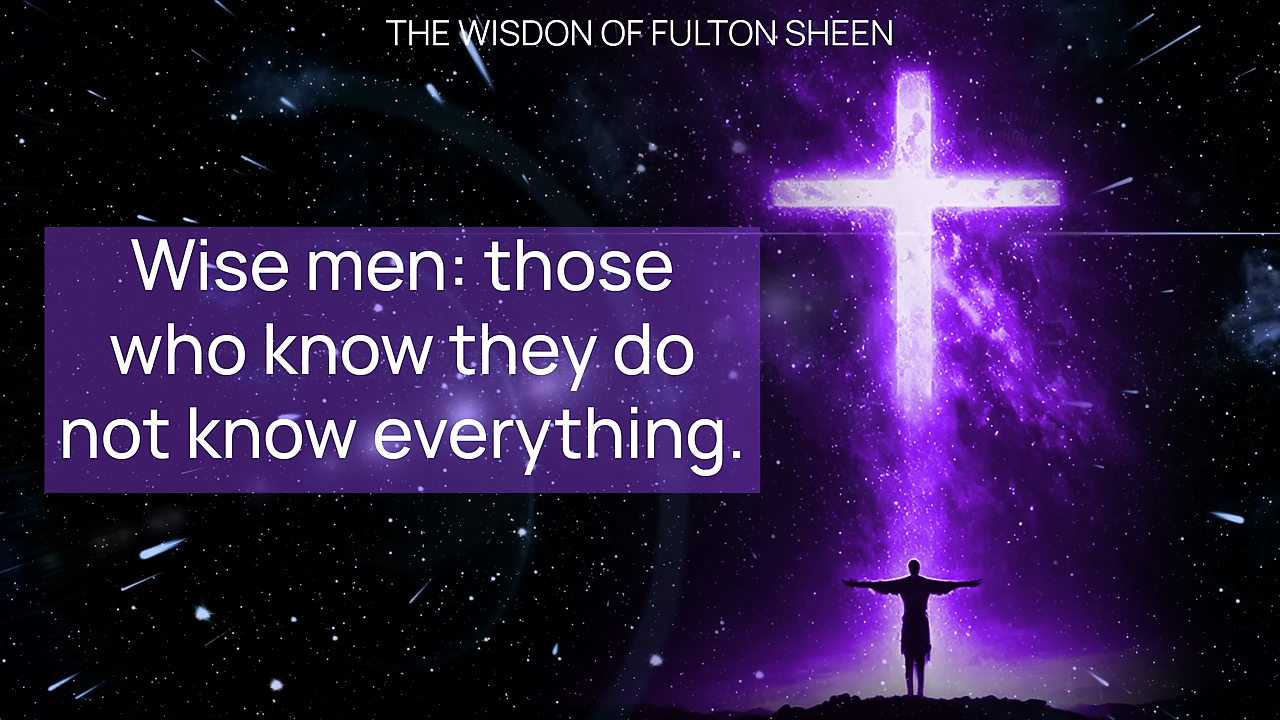 THE WISDON OF FULTON SHEEN
Wise men: those
who know they do
not know everything.